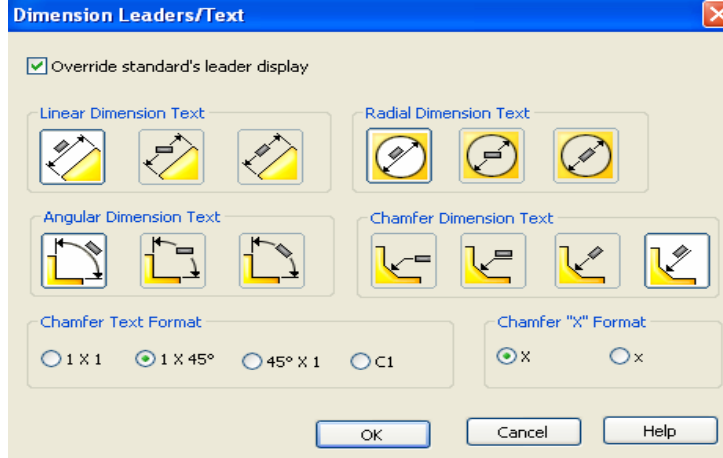 Dimension Leaders/Text
Override standard's leader display
Linear Dimension Text
Radial Dimension Text
Angular Dimension Text
Chamfer Dimension Text
Chamfer Text Format
Chamfer "X" Format
1 X 1
1 X 45°
45° X 1
C1
X
x
OK
Cancel
Help